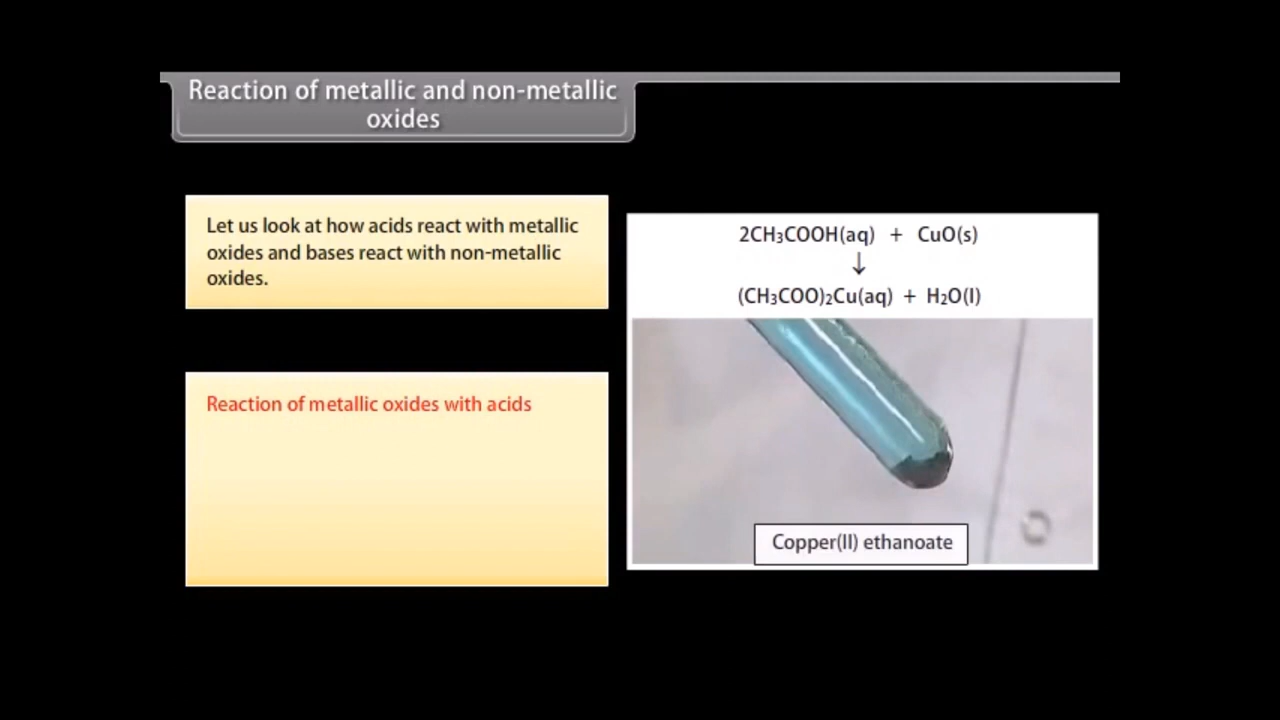 Reaction of metallic and non-metallic
oxides
Let us look at how acids react with metallic
oxides and bases react with non-metallic
oxides.
Reaction of metallic oxides with acids
2CH₃COOH(aq) + CuO(s)
↓
(CH₃COO)₂Cu(aq) + H₂O(l)
Copper(II) ethanoate